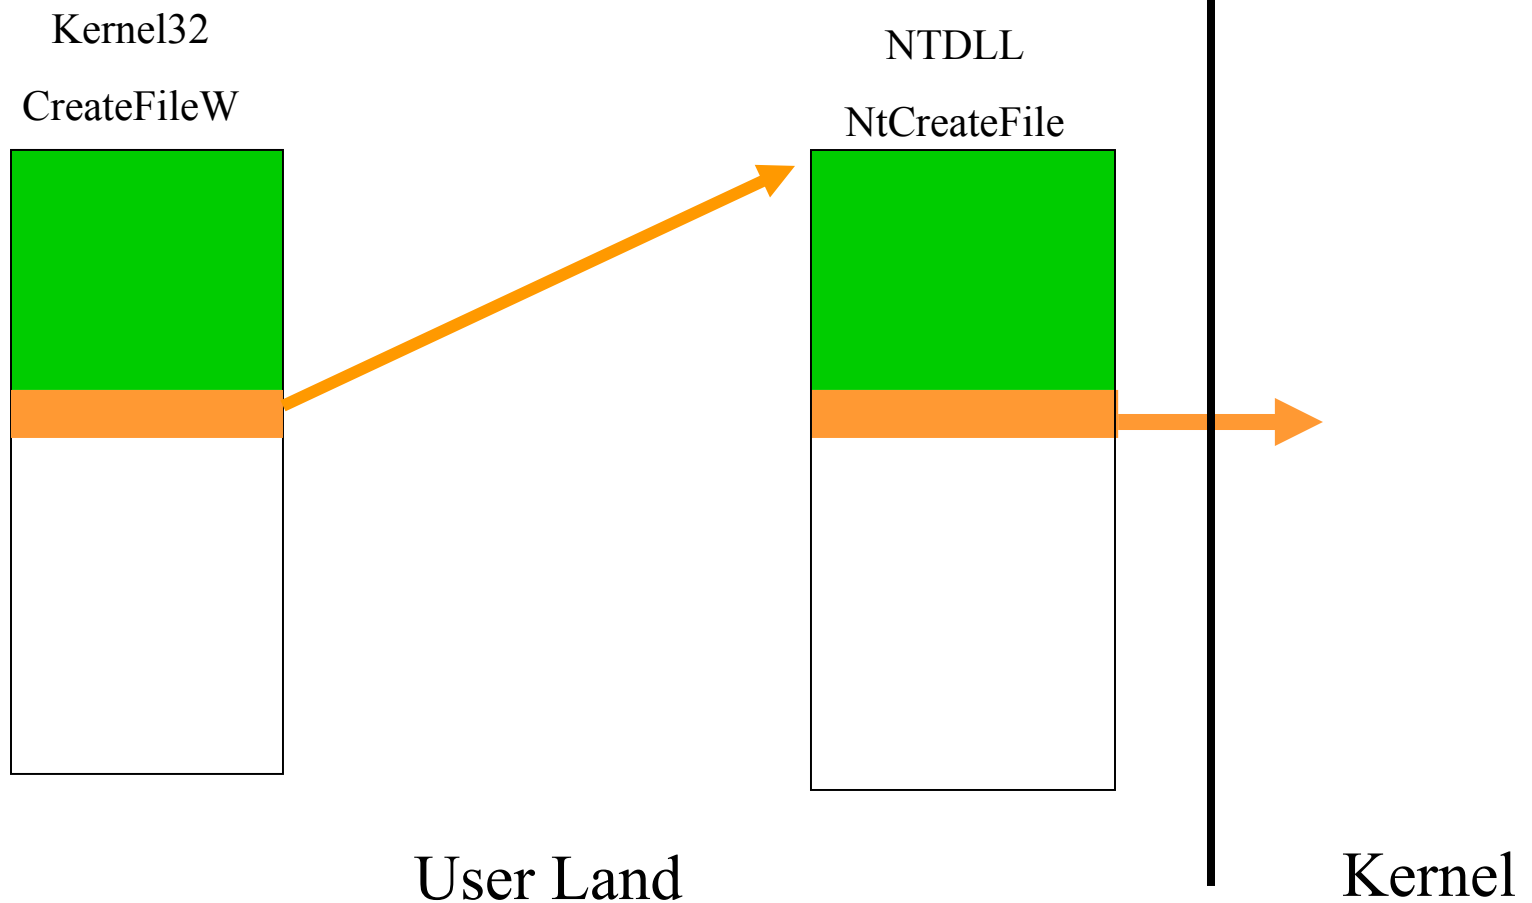 Kernel32
CreateFileW
NTDLL
NtCreateFile
User Land
Kernel